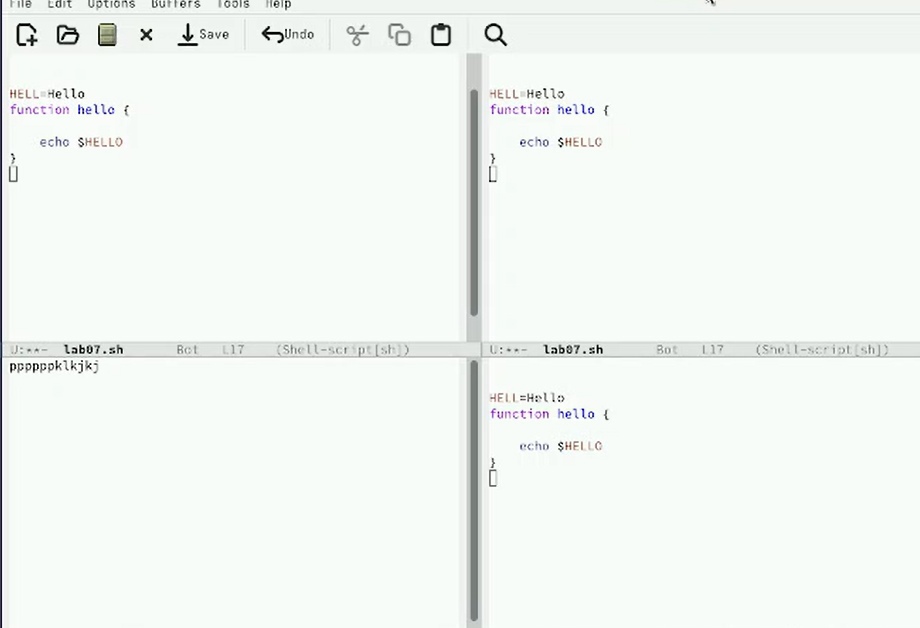 File Edit Options Buffers Tools Help
Save Undo
HELL=Hello
function hello {
echo $HELLO
}
U:**- lab07.sh Bot L17 (Shell-script[sh])
HELL=Hello
function hello {
echo $HELLO
}
U:**- lab07.sh Bot L17 (Shell-script[sh])
ppppppklkjkj
HELL=Hello
function hello {
echo $HELLO
}